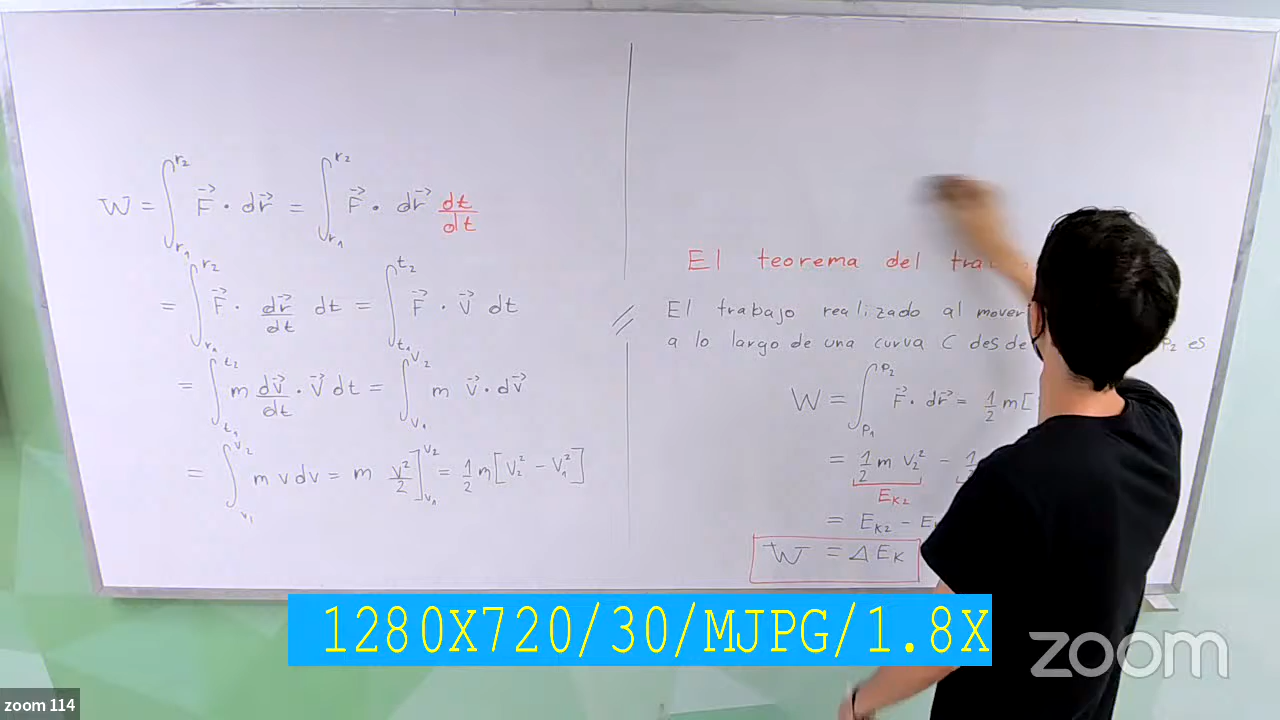 W = ∫_{r₁}^{r₂} F⃗ · dr⃗ = ∫_{r₁}^{r₂} F⃗ · dr⃗ dt/dt
= ∫_{r₁}^{r₂} F⃗ · dr⃗/dt dt = ∫_{t₁}^{t₂} F⃗ · v⃗ dt
= ∫_{t₁}^{t₂} m dv⃗/dt · v⃗ dt = ∫_{v₁}^{v₂} m v⃗ · dv⃗
= ∫_{v₁}^{v₂} m v dv = m v²/2 ]_{v₁}^{v₂} = 1/2 m [v₂² − v₁²]
El teorema del
El trabajo realizado al
a lo largo de una curva C desde P₂ es
W = ∫_{P₁}^{P₂} F⃗ · dr⃗ = 1/2 m [
= 1/2 m v₂² −
E_{K2}
= E_{K2} −
W = Δ E_K
1280X720/30/MJPG/1.8X
zoom
zoom 114